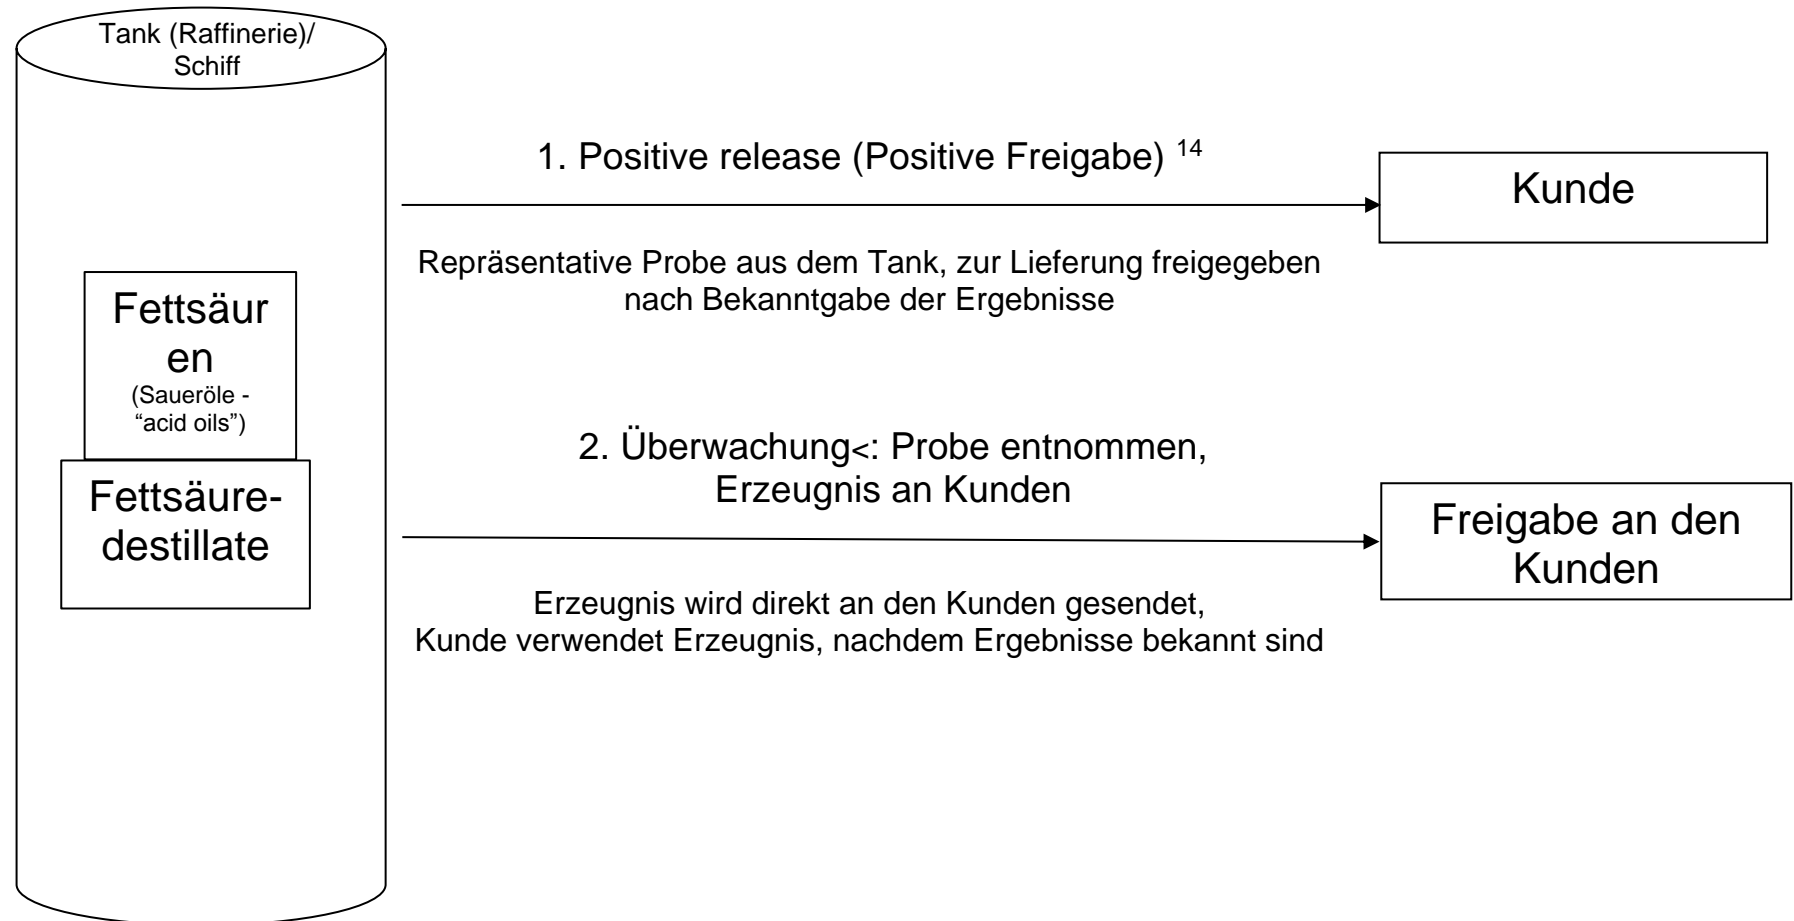 Tank (Raffinerie)/
Schiff
1. Positive release (Positive Freigabe) 14
Kunde
Repräsentative Probe aus dem Tank, zur Lieferung freigegeben
nach Bekanntgabe der Ergebnisse
Fettsäur
en
(Saueröle -
“acid oils”)
Fettsäure-
destillate
2. Überwachung<: Probe entnommen,
Erzeugnis an Kunden
Freigabe an den
Kunden
Erzeugnis wird direkt an den Kunden gesendet,
Kunde verwendet Erzeugnis, nachdem Ergebnisse bekannt sind